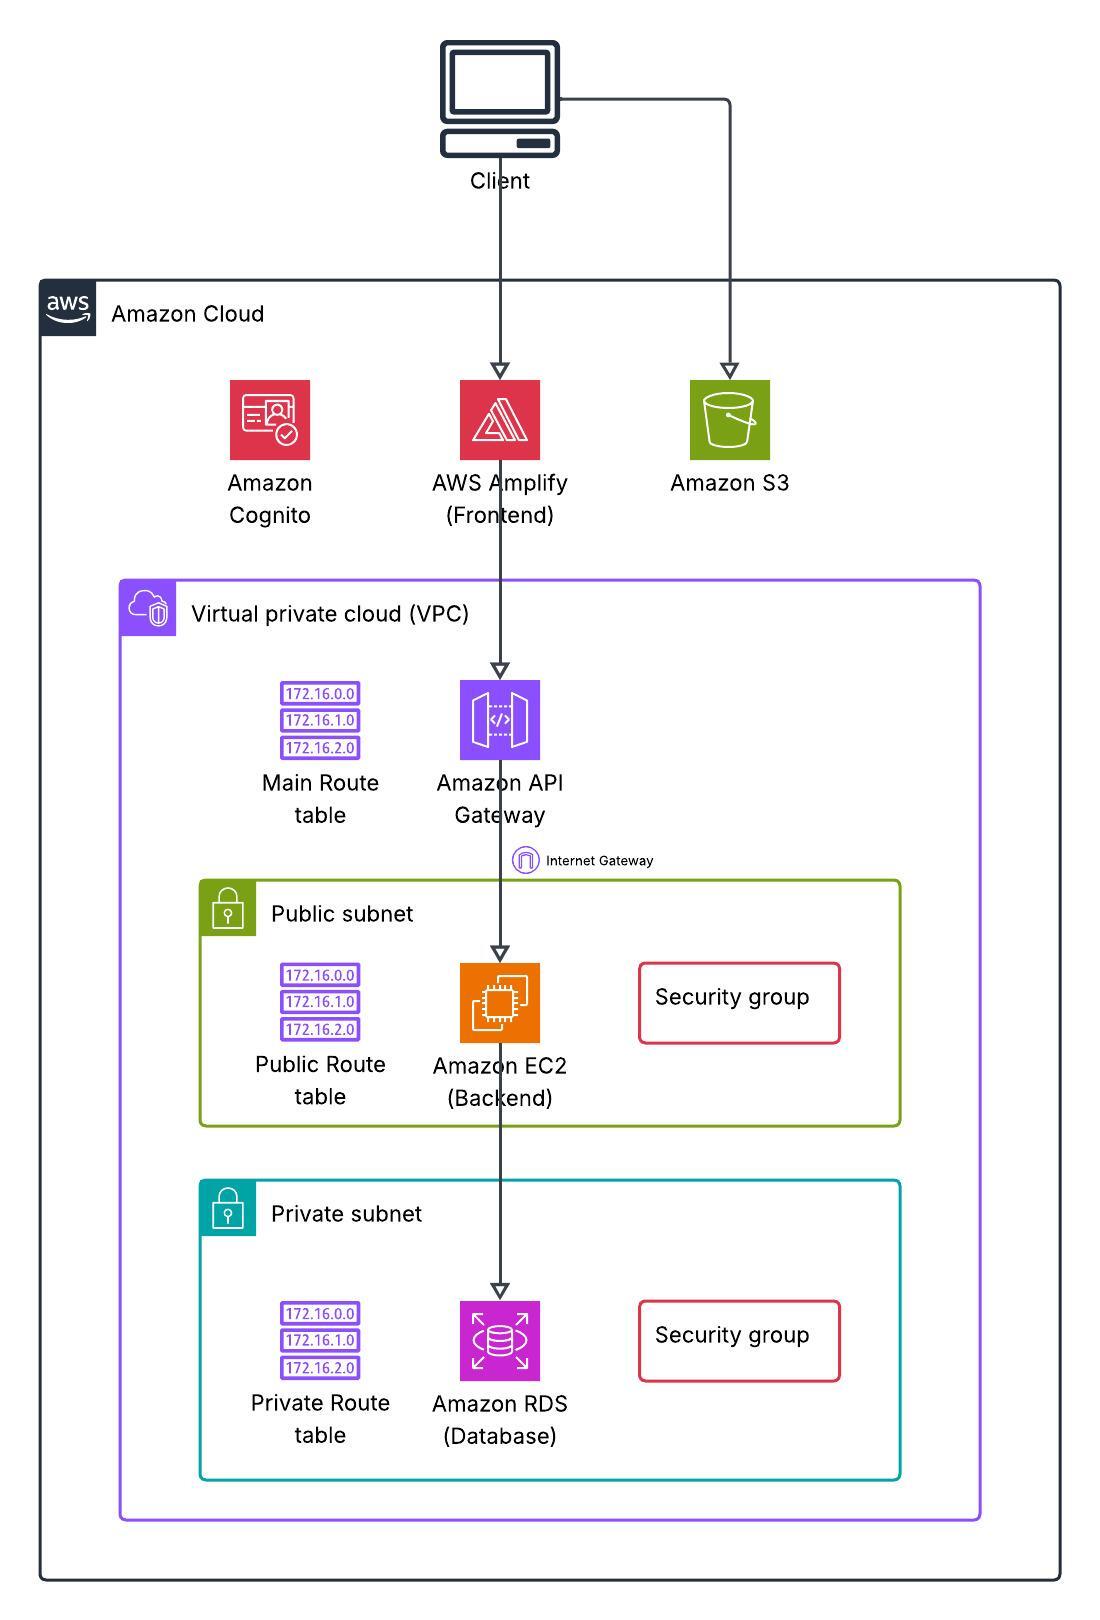 Client
aws
Amazon Cloud
Amazon
Cognito
AWS Amplify
(Frontend)
Amazon S3
Virtual private cloud (VPC)
172.16.0.0
172.16.1.0
172.16.2.0
Main Route
table
Amazon API
Gateway
Internet Gateway
Public subnet
172.16.0.0
172.16.1.0
172.16.2.0
Public Route
table
Amazon EC2
(Backend)
Security group
Private subnet
172.16.0.0
172.16.1.0
172.16.2.0
Private Route
table
Amazon RDS
(Database)
Security group